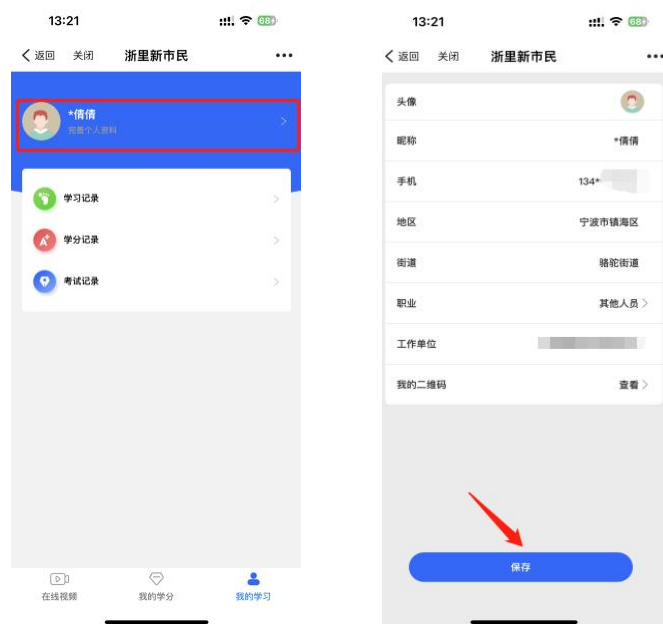 13:21
68
返回 关闭 浙里新市民
*倩倩
完善个人资料
学习记录
学分记录
考试记录
在线视频 我的学分 我的学习
13:21
68
返回 关闭 浙里新市民
头像
昵称 *倩倩
手机 134*
地区 宁波市镇海区
街道 骆驼街道
职业 其他人员
工作单位
我的二维码 查看
保存